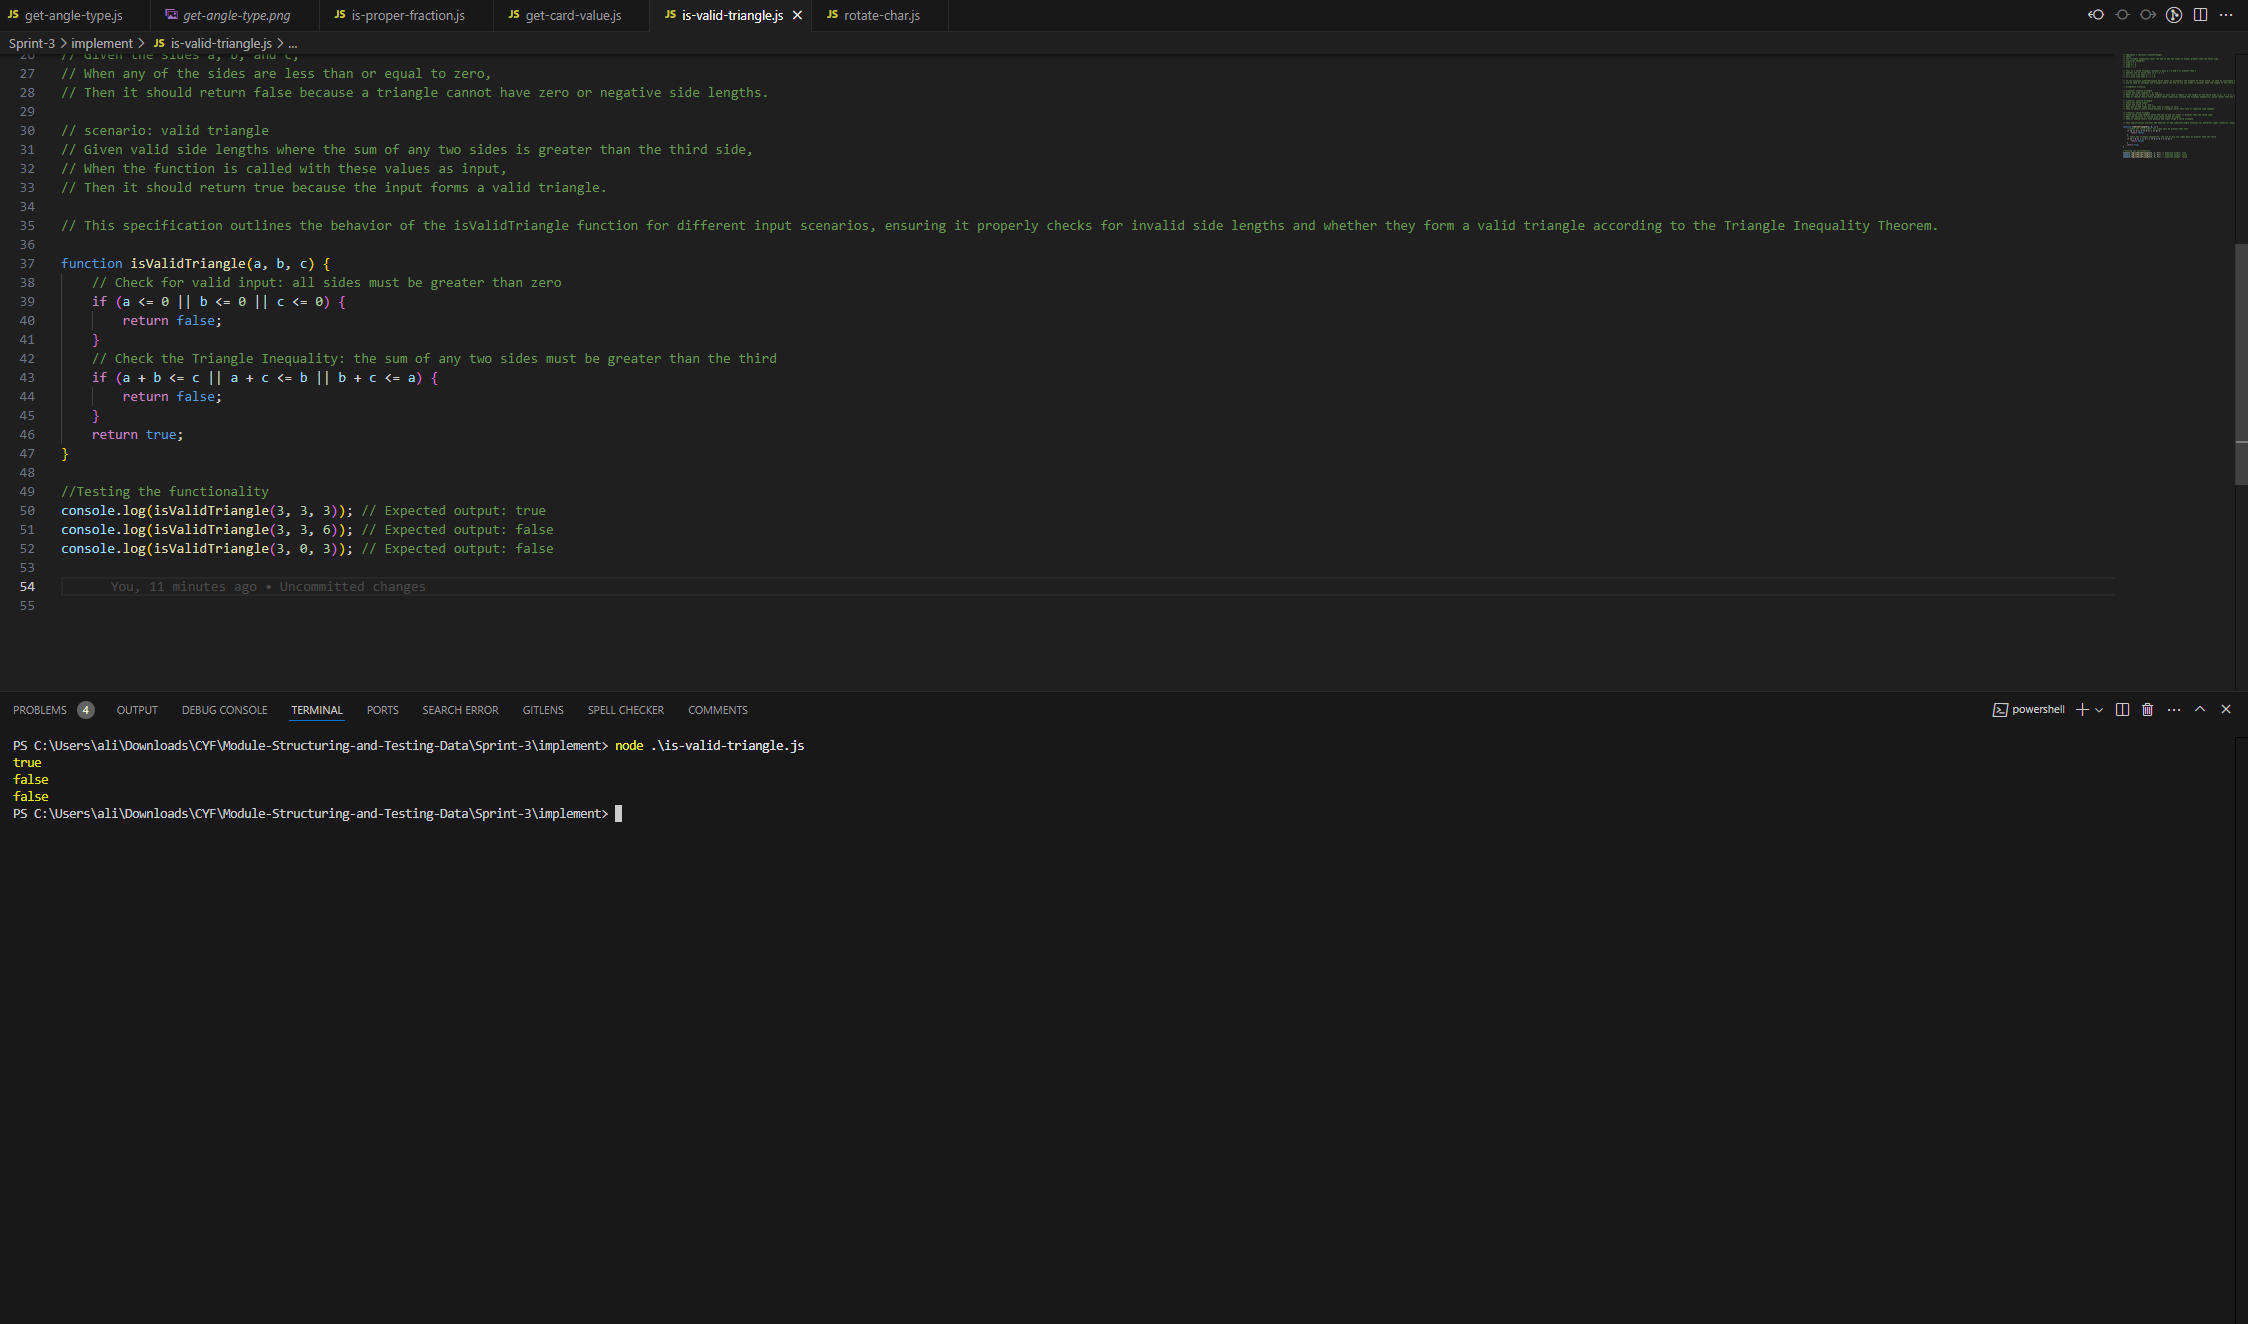 JS get-angle-type.js
get-angle-type.png
JS is-proper-fraction.js
JS get-card-value.js
JS is-valid-triangle.js
JS rotate-char.js
Sprint-3 > implement > JS is-valid-triangle.js > ...
26 // Given the sides a, b, and c,
27 // When any of the sides are less than or equal to zero,
28 // Then it should return false because a triangle cannot have zero or negative side lengths.
29
30 // scenario: valid triangle
31 // Given valid side lengths where the sum of any two sides is greater than the third side,
32 // When the function is called with these values as input,
33 // Then it should return true because the input forms a valid triangle.
34
35 // This specification outlines the behavior of the isValidTriangle function for different input scenarios, ensuring it properly checks for invalid side lengths and whether they form a valid triangle according to the Triangle Inequality Theorem.
36
37 function isValidTriangle(a, b, c) {
38 // Check for valid input: all sides must be greater than zero
39 if (a <= 0 || b <= 0 || c <= 0) {
40 return false;
41 }
42 // Check the Triangle Inequality: the sum of any two sides must be greater than the third
43 if (a + b <= c || a + c <= b || b + c <= a) {
44 return false;
45 }
46 return true;
47 }
48
49 //Testing the functionality
50 console.log(isValidTriangle(3, 3, 3)); // Expected output: true
51 console.log(isValidTriangle(3, 3, 6)); // Expected output: false
52 console.log(isValidTriangle(3, 0, 3)); // Expected output: false
53
54 You, 11 minutes ago • Uncommitted changes
55
PROBLEMS 4 OUTPUT DEBUG CONSOLE TERMINAL PORTS SEARCH ERROR GITLENS SPELL CHECKER COMMENTS
powershell
PS C:\Users\ali\Downloads\CYF\Module-Structuring-and-Testing-Data\Sprint-3\implement> node .\is-valid-triangle.js
true
false
false
PS C:\Users\ali\Downloads\CYF\Module-Structuring-and-Testing-Data\Sprint-3\implement>